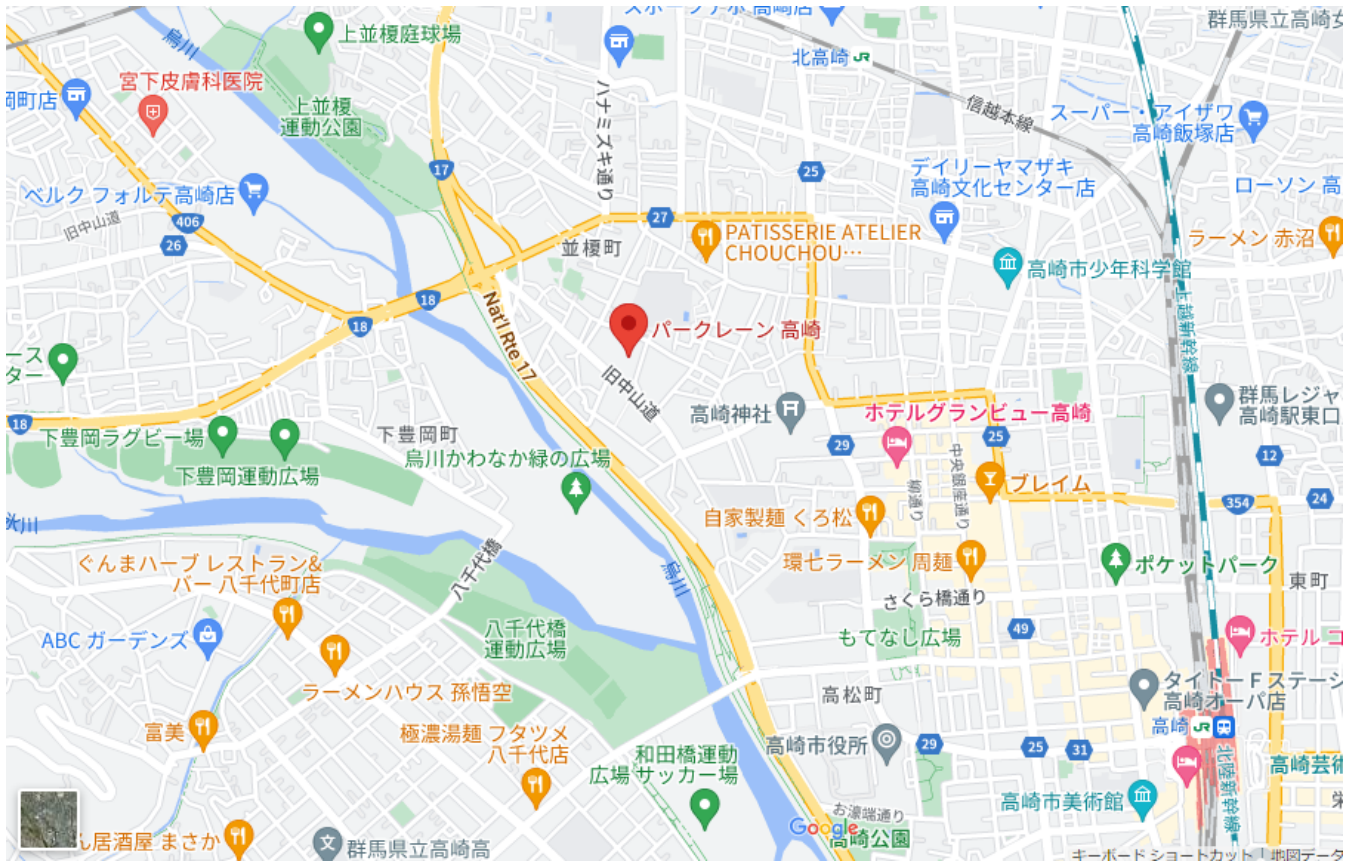 スポーツデポ 高崎店
群馬県立高崎女
烏川
上並榎庭球場
北高崎
宮下皮膚科医院
岡町店
ハナミズキ通り
信越本線
スーパー・アイザワ
高崎飯塚店
上並榎
運動公園
17
25
デイリーヤマザキ
高崎文化センター店
ローソン 高
ベルク フォルテ高崎店
旧中山道
406
26
27
PATISSERIE ATELIER
CHOUCHOU…
並榎町
ラーメン 赤沼
高崎市少年科学館
上越新幹線
18
18
Nat'l Rte 17
パークレーン 高崎
ース
ター
旧中山道
高崎神社
ホテルグランビュー高崎
群馬レジャ
高崎駅東口
18
下豊岡ラグビー場
下豊岡町
29
25
中央銀座通り
12
下豊岡運動広場
烏川かわなか緑の広場
柳通り
ブレイム
354
24
自家製麺 くろ松
川
八千代橋
ぐんまハーブ レストラン&
バー 八千代町店
烏川
環七ラーメン 周麺
ポケットパーク
東町
さくら橋通り
ABC ガーデンズ
八千代橋
運動広場
もてなし広場
49
ホテル コ
ラーメンハウス 孫悟空
高松町
タイトーFステーシ
高崎オーパ店
富美
極濃湯麺 フタツメ
八千代店
高崎市役所
29
25
31
高崎
北陸新幹線
和田橋運動
広場 サッカー場
高崎芸術
高崎市美術館
栄
お濠端通り
Google
高崎公園
ん居酒屋 まさか
群馬県立高崎高
キーボード ショートカット
地図データ